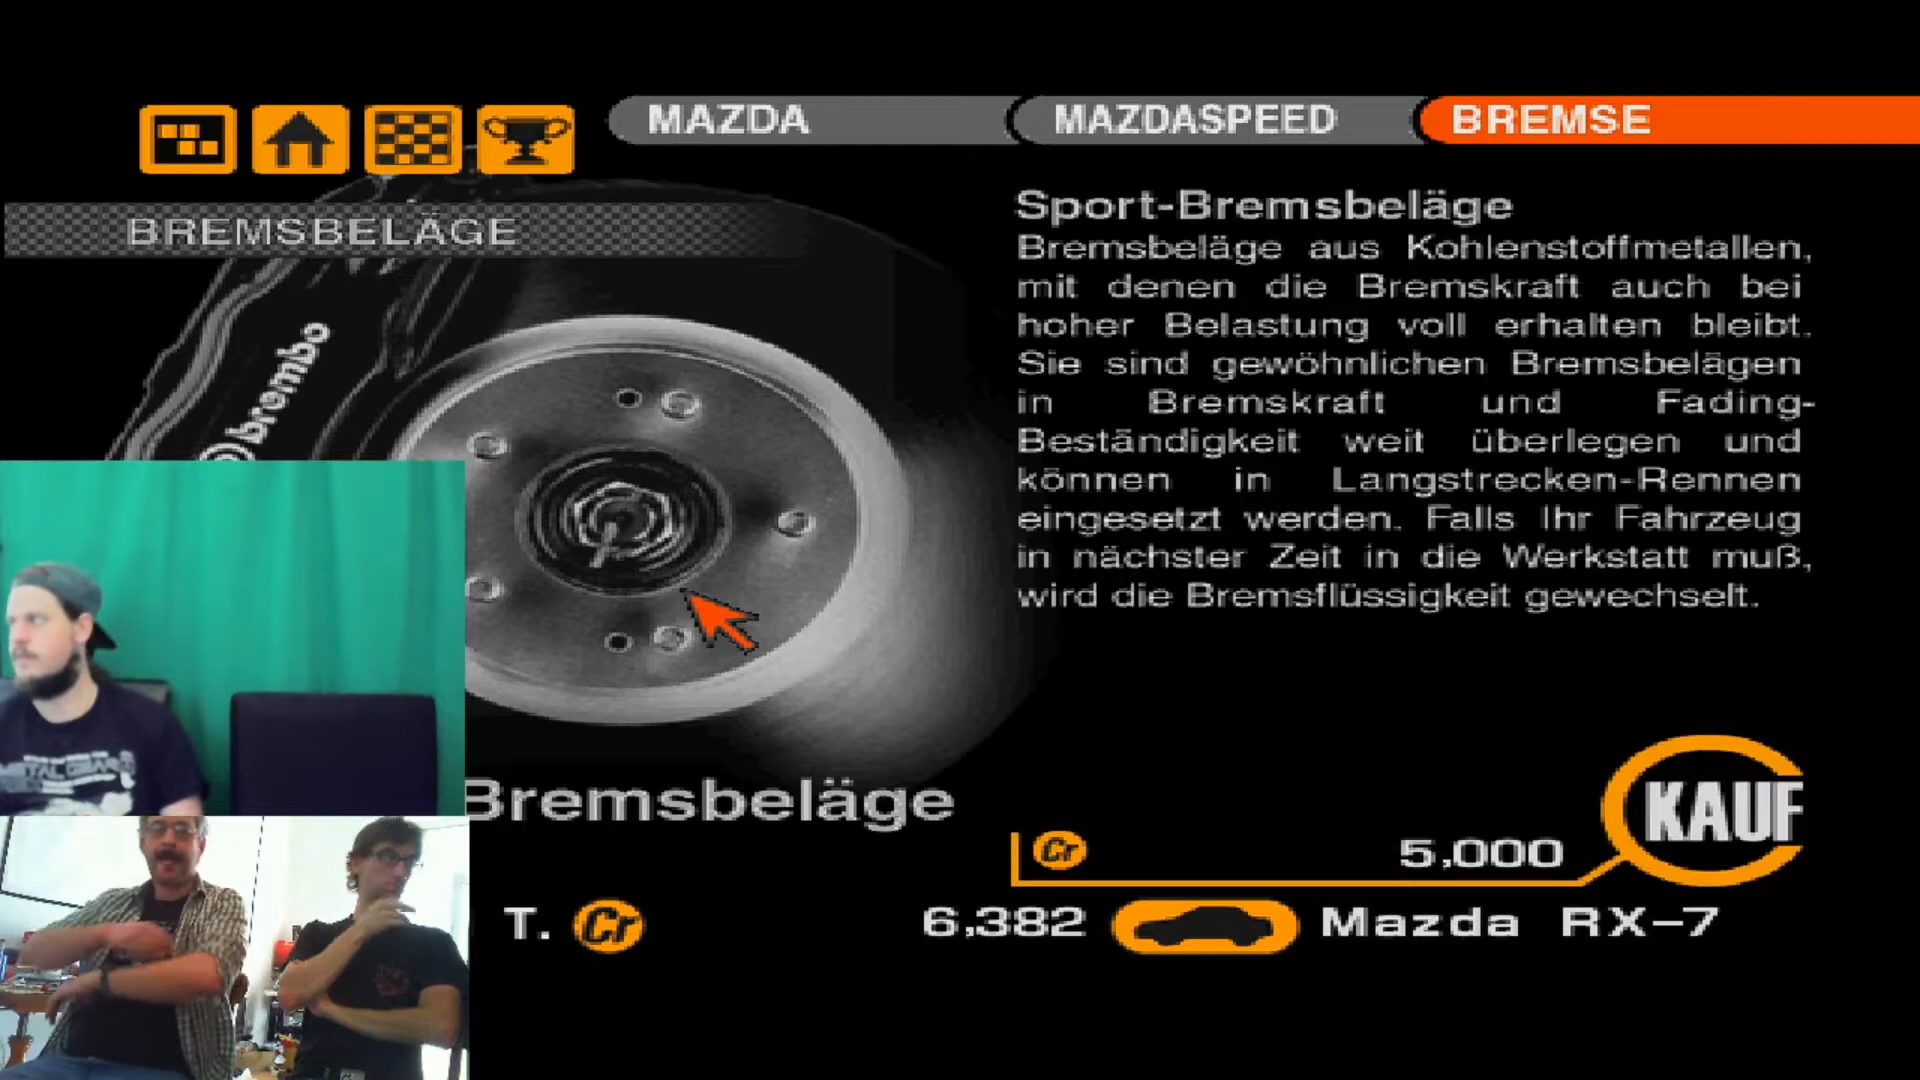 MAZDA
MAZDASPEED
BREMSE
BREMSBELÄGE
Sport-Bremsbeläge
Bremsbeläge aus Kohlenstoffmetallen,
mit denen die Bremskraft auch bei
hoher Belastung voll erhalten bleibt.
Sie sind gewöhnlichen Bremsbelägen
in Bremskraft und Fading-
Beständigkeit weit überlegen und
können in Langstrecken-Rennen
eingesetzt werden. Falls Ihr Fahrzeug
in nächster Zeit in die Werkstatt muß,
wird die Bremsflüssigkeit gewechselt.
brembo
Bremsbeläge
KAUF
Cr 5,000
T. Cr 6,382
Mazda RX-7